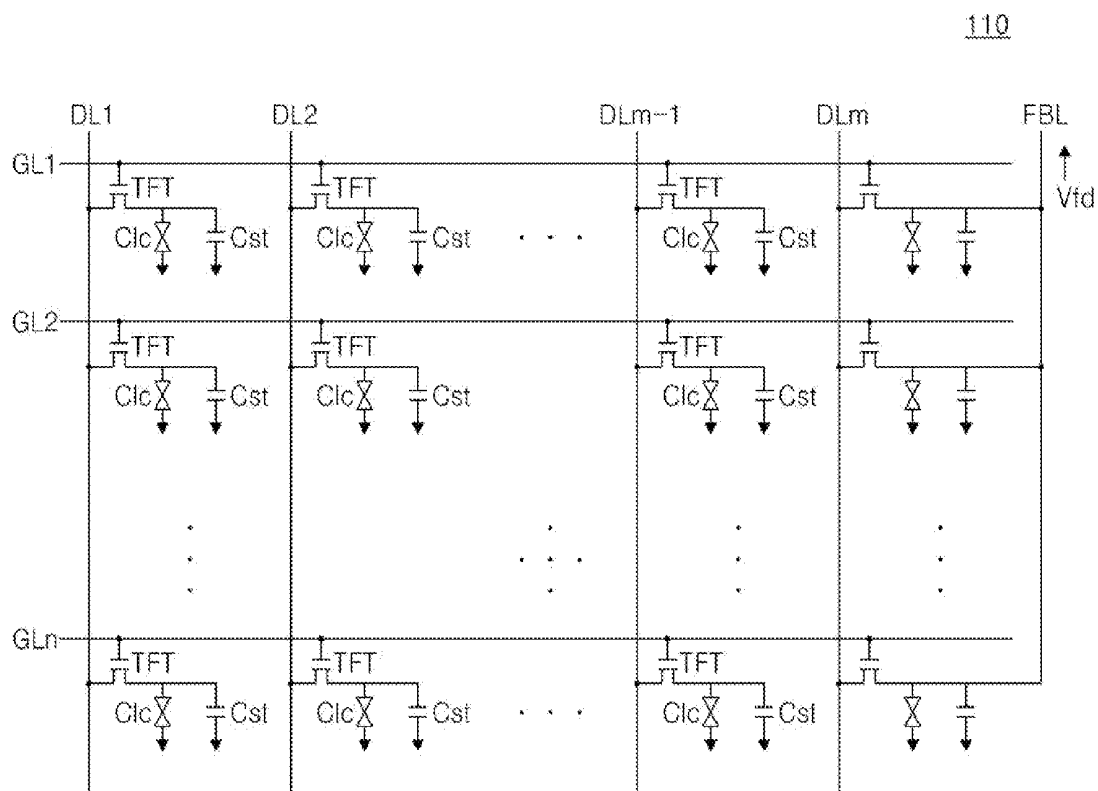 110
DL1 DL2 DLm-1 DLm FBL
GL1
TFT TFT TFT Vfd
Clc Cst Clc Cst . . . Clc Cst
GL2
TFT TFT TFT
Clc Cst Clc Cst Clc Cst
GLn
TFT TFT TFT
Clc Cst Clc Cst . . . Clc Cst